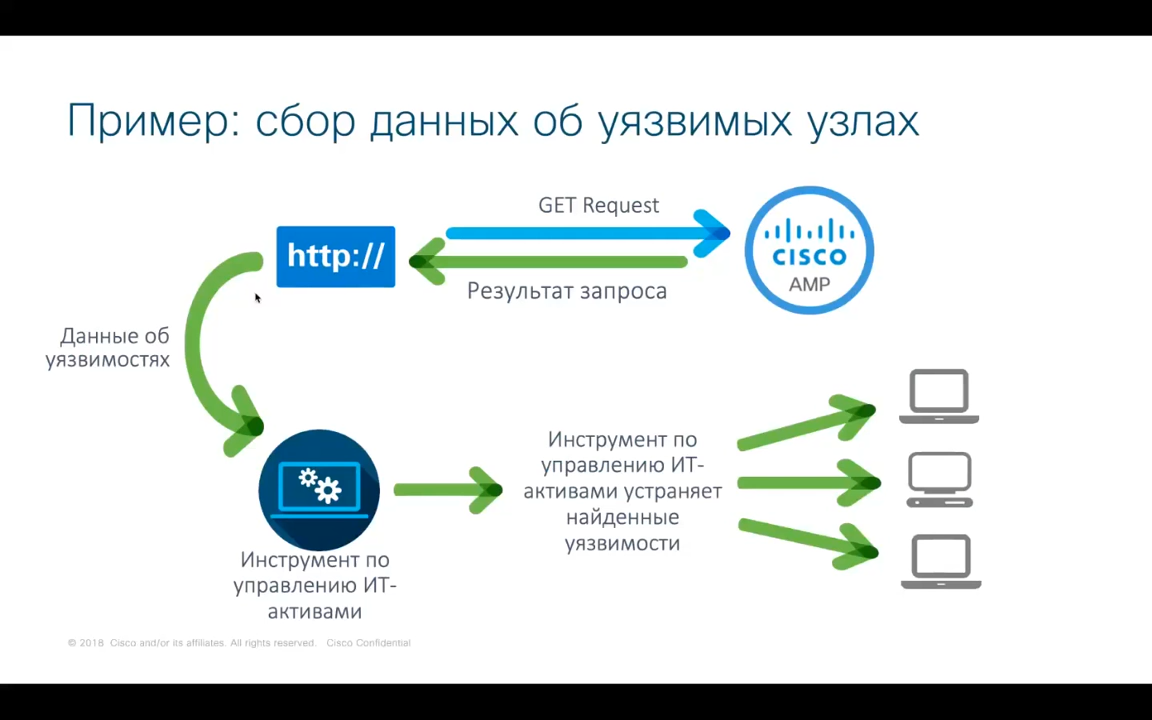 Пример: сбор данных об уязвимых узлах
GET Request
http://
CISCO
AMP
Результат запроса
Данные об
уязвимостях
Инструмент по
управлению ИТ-
активами устраняет
найденные
уязвимости
Инструмент по
управлению ИТ-
активами
© 2018 Cisco and/or its affiliates. All rights reserved. Cisco Confidential